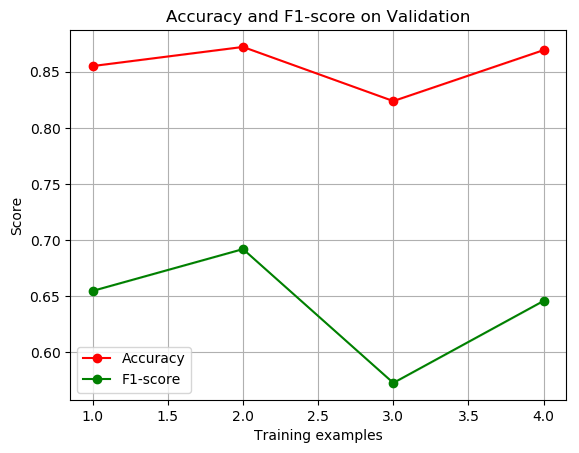 Accuracy and F1-score on Validation
Score
0.85
0.80
0.75
0.70
0.65
0.60
Accuracy
F1-score
1.0 1.5 2.0 2.5 3.0 3.5 4.0
Training examples